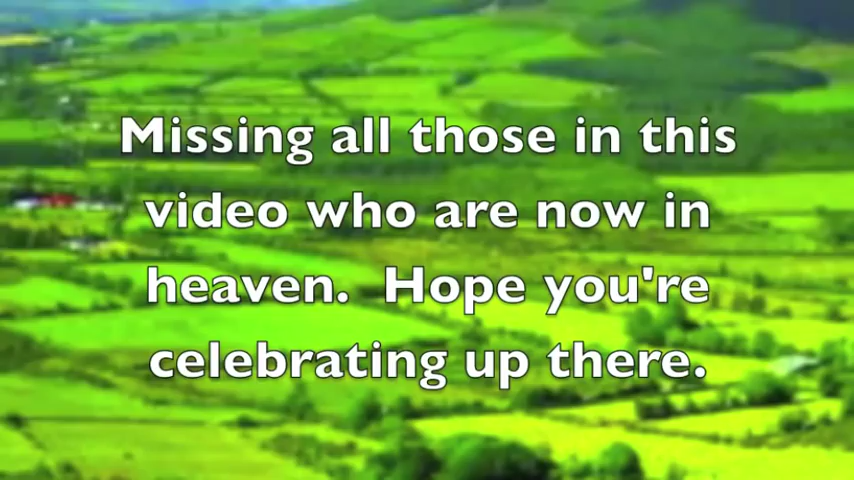 Missing all those in this
video who are now in
heaven.  Hope you're
celebrating up there.